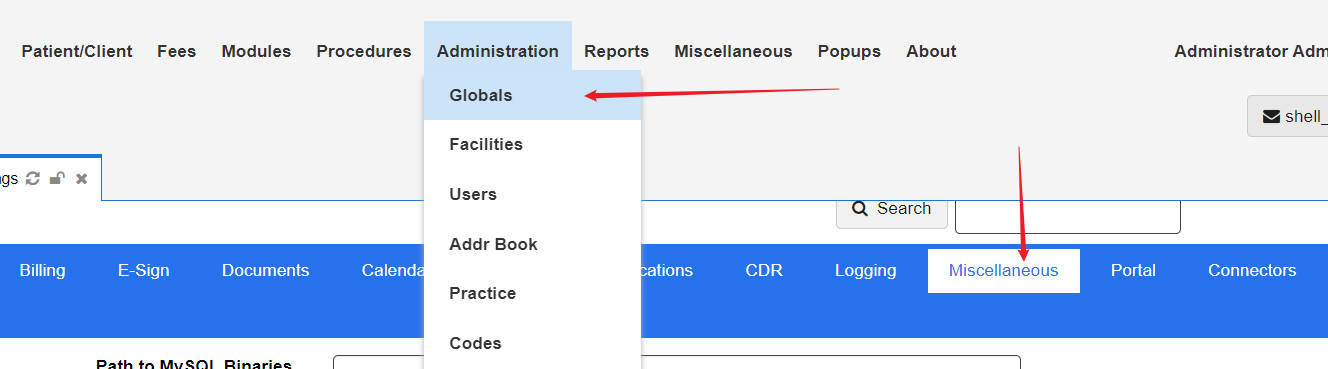 Patient/Client Fees Modules Procedures Administration Reports Miscellaneous Popups About Administrator Adm
Globals
shell_
Facilities
ngs
Users
Search
Addr Book
Billing E-Sign Documents Calenda cations CDR Logging Miscellaneous Portal Connectors
Practice
Codes
Path to MySQL Binaries